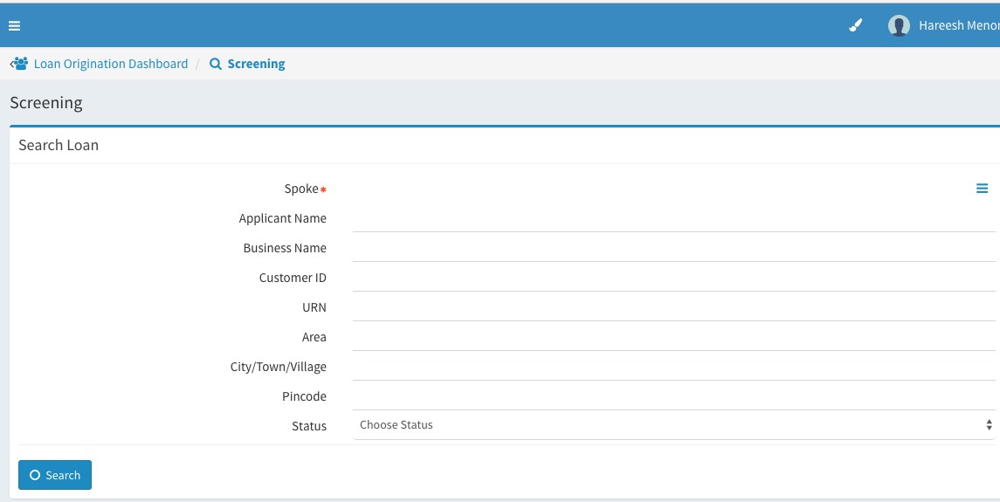 Hareesh Menor
Loan Origination Dashboard / Screening
Screening
Search Loan
Spoke*
Applicant Name
Business Name
Customer ID
URN
Area
City/Town/Village
Pincode
Status Choose Status
Search